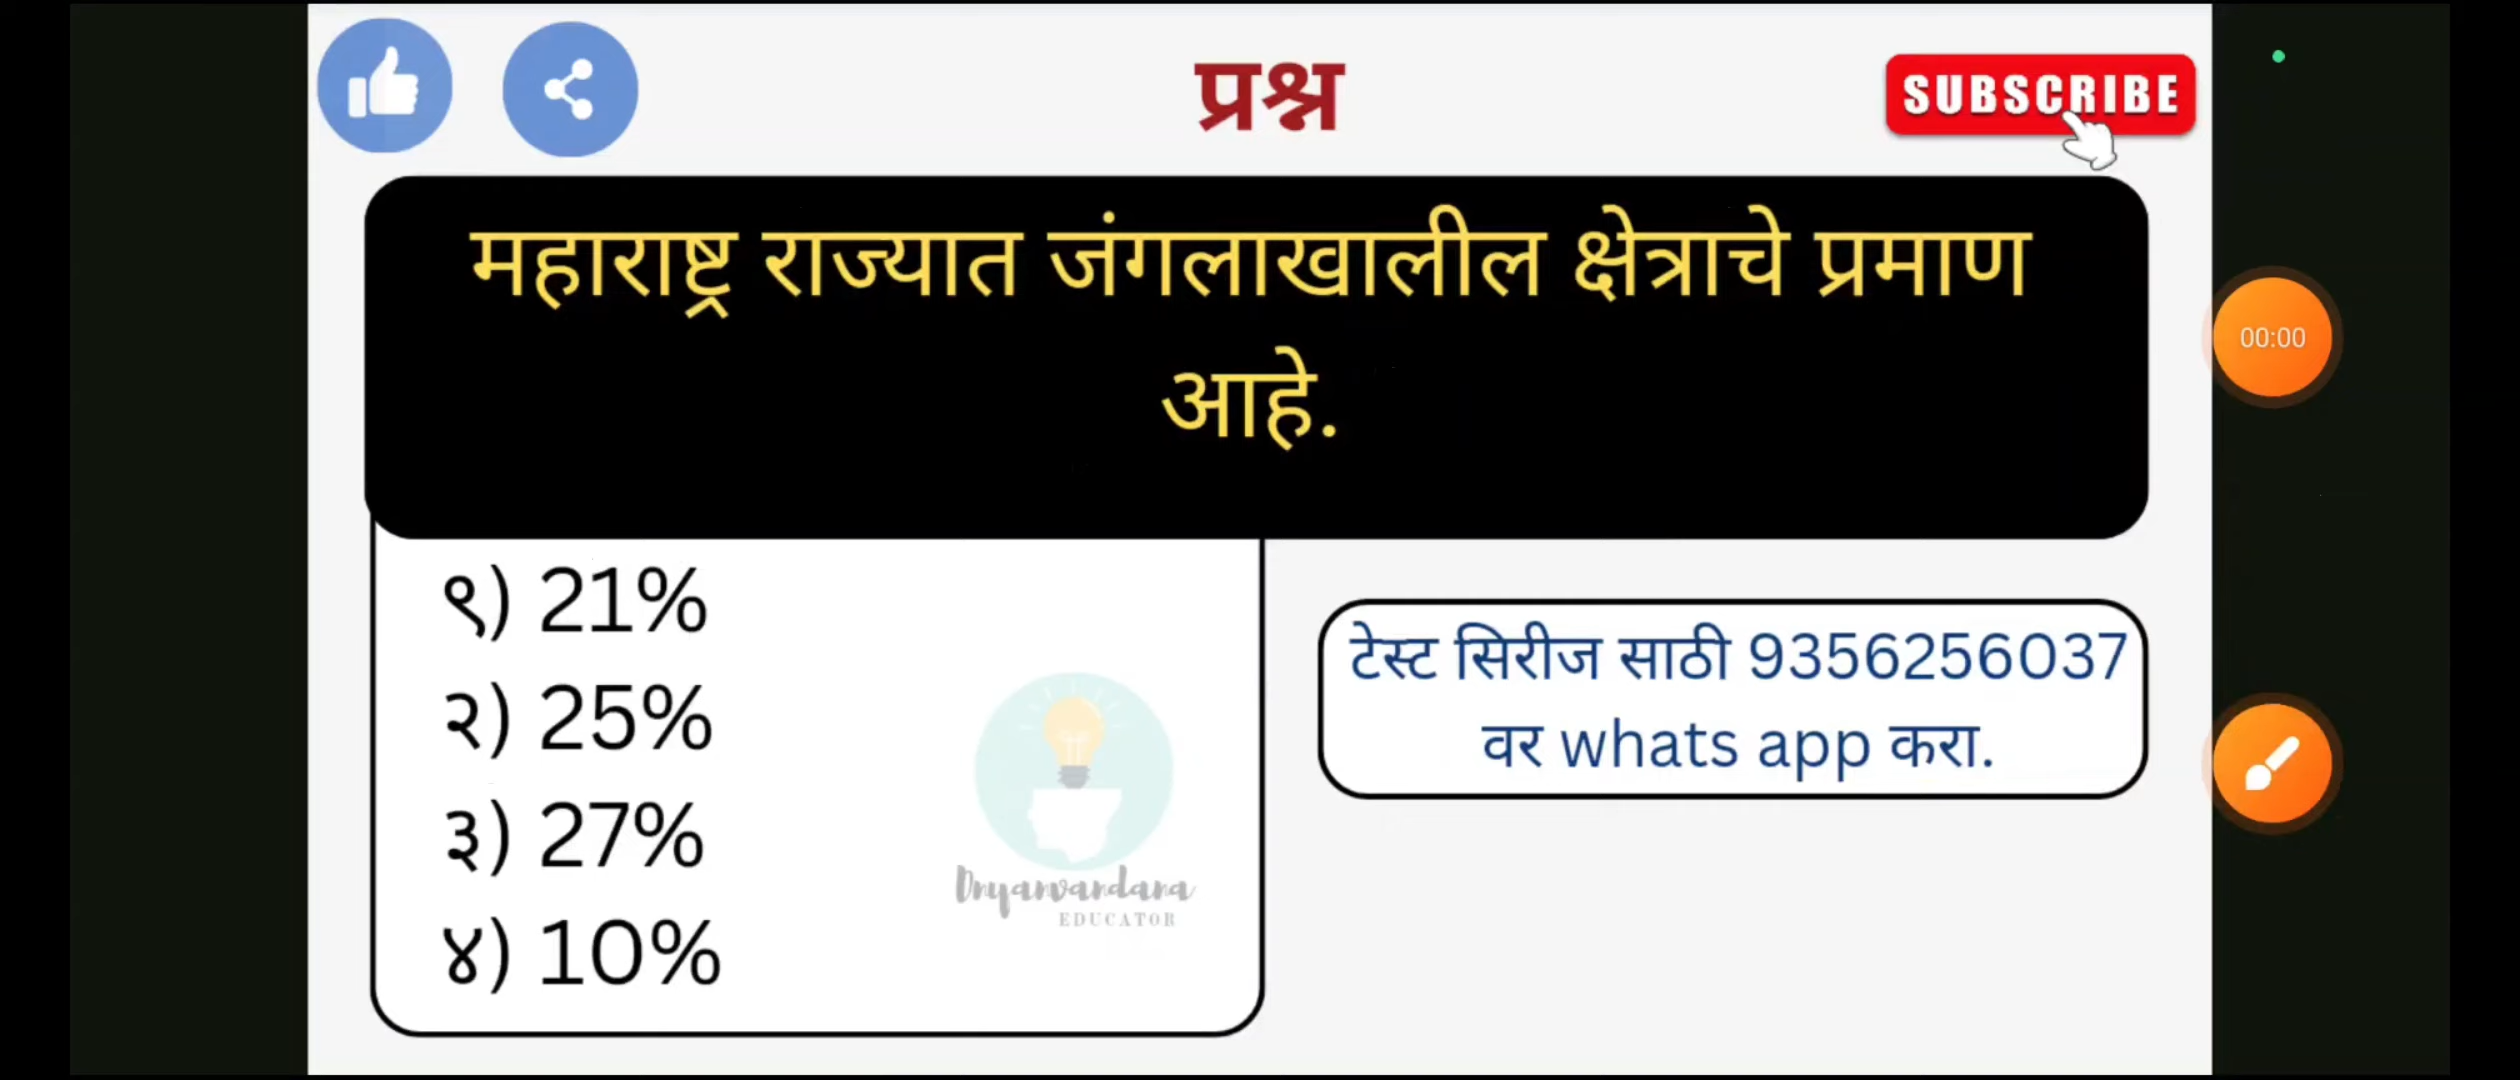 प्रश्न
SUBSCRIBE
महाराष्ट्र राज्यात जंगलाखालील क्षेत्राचे प्रमाण
आहे.
00:00
१) 21%
२) 25%
३) 27%
४) 10%
टेस्ट सिरीज साठी 9356256037
वर whats app करा.
Dnyanvandana
EDUCATOR